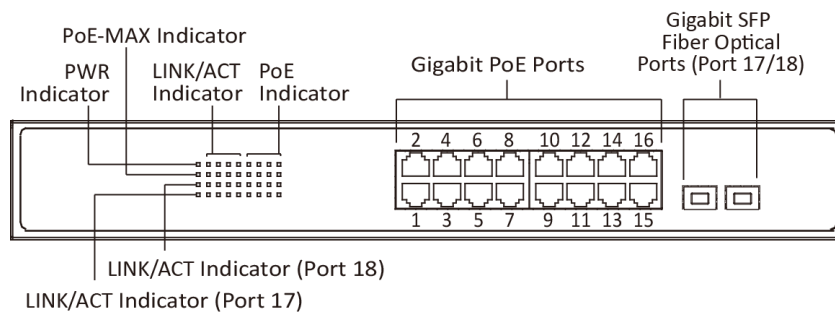 Gigabit SFP
Fiber Optical
Ports (Port 17/18)
PoE-MAX Indicator
PWR
Indicator
LINK/ACT
Indicator
PoE
Indicator
Gigabit PoE Ports
2 4 6 8 10 12 14 16
1 3 5 7 9 11 13 15
LINK/ACT Indicator (Port 18)
LINK/ACT Indicator (Port 17)